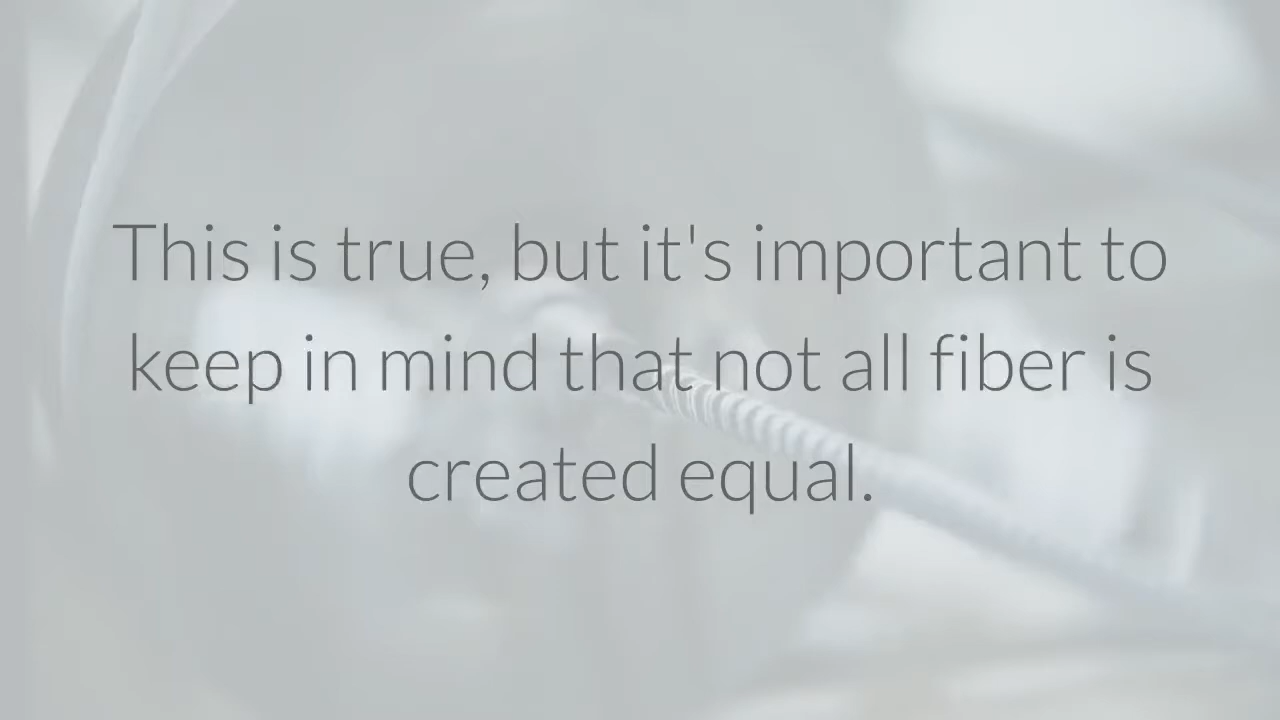 This is true, but it's important to
keep in mind that not all fiber is
created equal.